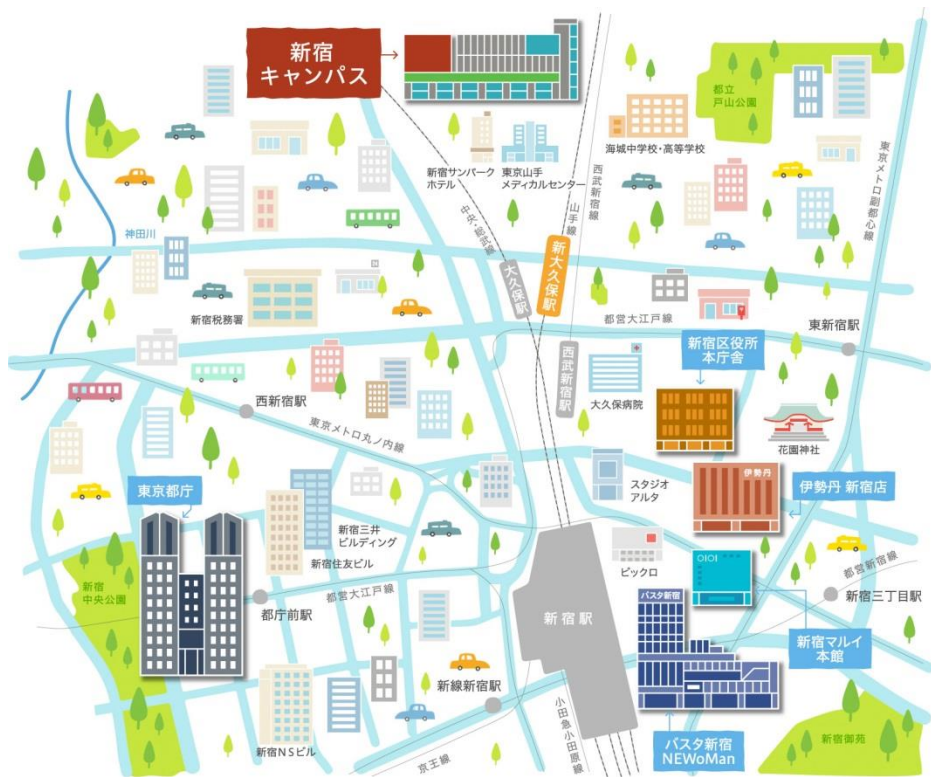 新宿
キャンパス
都立
戸山公園
海城中学校・高等学校
新宿サンパーク
ホテル
東京山手
メディカルセンター
東京メトロ副都心線
西武新宿線
山手線
中央・総武線
神田川
新大久保駅
大久保駅
H
新宿税務署
都営大江戸線
東新宿駅
新宿区役所
本庁舎
西武新宿駅
大久保病院
西新宿駅
東京メトロ丸ノ内線
花園神社
伊勢丹
伊勢丹 新宿店
スタジオ
アルタ
東京都庁
新宿三井
ビルディング
新宿住友ビル
ビックロ
OIOI
都営新宿線
新宿
中央公園
都営大江戸線
都庁前駅
新宿駅
バスタ新宿
新宿三丁目駅
新宿マルイ
本館
新線新宿駅
小田急小田原線
新宿NSビル
京王線
バスタ新宿
NEWoMan
新宿御苑